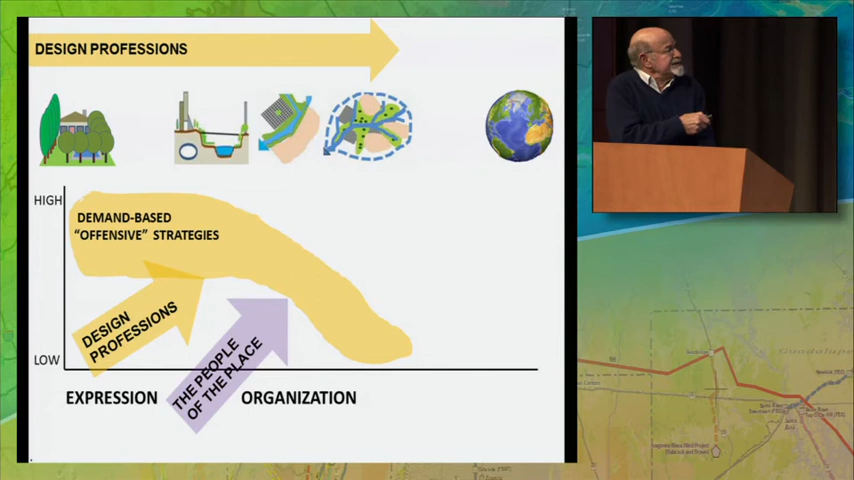 DESIGN PROFESSIONS
HIGH
DEMAND-BASED
"OFFENSIVE" STRATEGIES
DESIGN
PROFESSIONS
THE PEOPLE
OF THE PLACE
LOW
EXPRESSION
ORGANIZATION